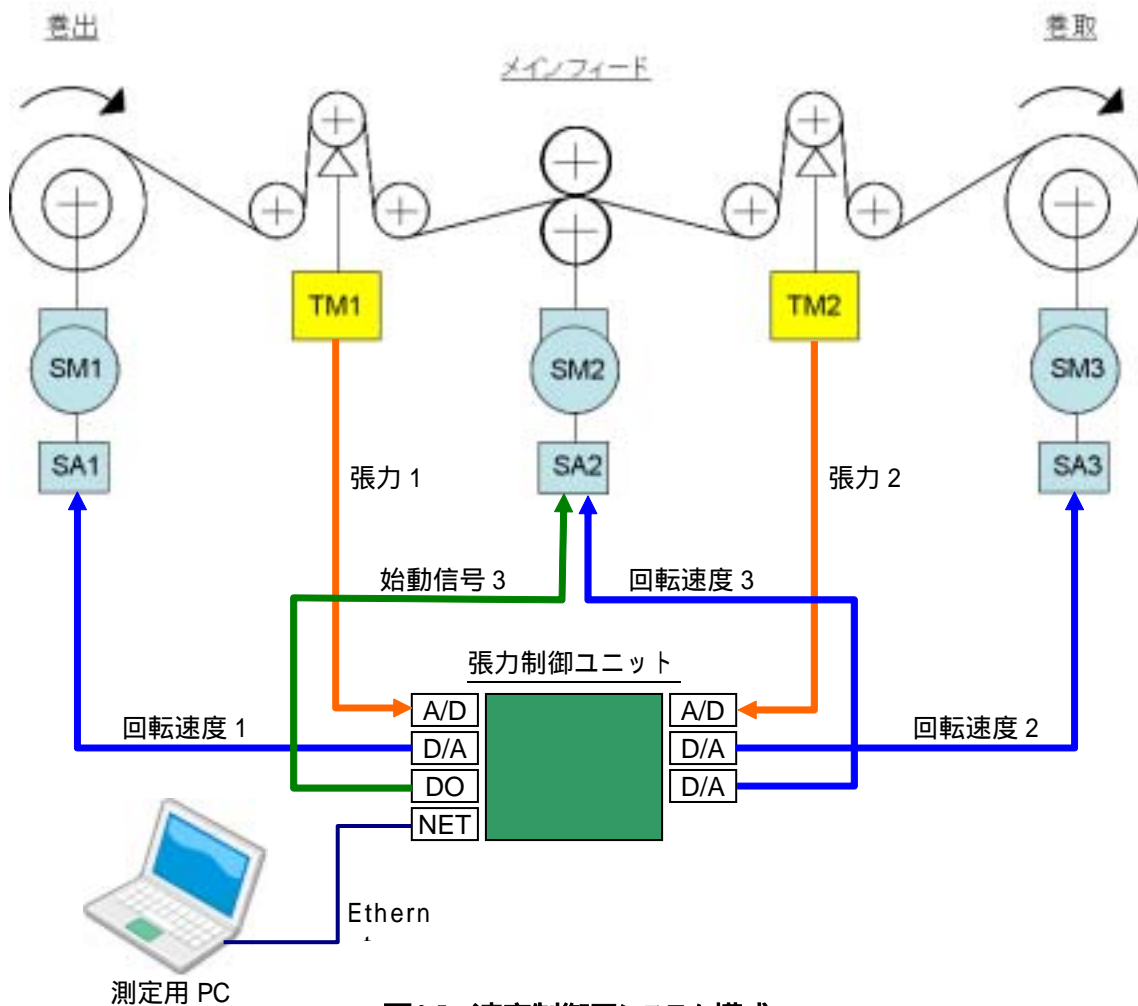 巻出
巻取
メインフィード
TM1
TM2
SM1
SM2
SM3
SA1
SA2
SA3
張力 1
張力 2
始動信号 3
回転速度 3
張力制御ユニット
A/D
A/D
回転速度 1
D/A
D/A
回転速度 2
DO
D/A
NET
Ethern
測定用 PC